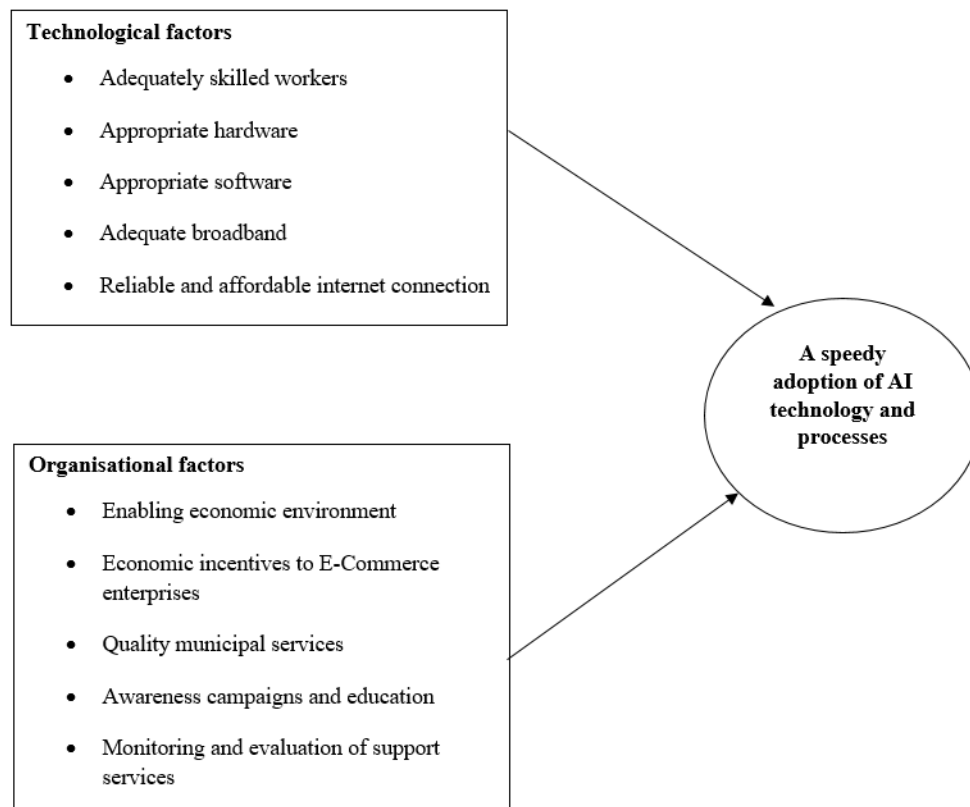 Technological factors
• Adequately skilled workers
• Appropriate hardware
• Appropriate software
• Adequate broadband
• Reliable and affordable internet connection
A speedy
adoption of AI
technology and
processes
Organisational factors
• Enabling economic environment
• Economic incentives to E-Commerce
enterprises
• Quality municipal services
• Awareness campaigns and education
• Monitoring and evaluation of support
services